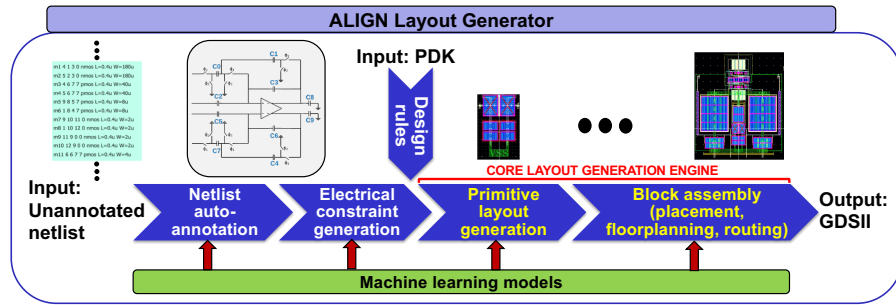 ALIGN Layout Generator
m1 4 1 3 0 nmos L=0.4u W=180u
m2 5 2 3 0 nmos L=0.4u W=180u
m3 4 6 7 7 pmos L=0.4u W=40u
m4 5 6 7 7 pmos L=0.4u W=40u
m5 9 8 5 7 pmos L=0.4u W=8u
m6 1 8 4 7 pmos L=0.4u W=8u
m7 9 10 11 0 nmos L=0.4u W=2u
m8 1 10 12 0 nmos L=0.4u W=2u
m9 11 9 0 0 nmos L=0.4u W=2u
m10 12 9 0 0 nmos L=0.4u W=2u
m11 6 6 7 7 pmos L=0.4u W=4u
C1
C0
C3
C2
C8
C9
C5
C6
C7
C4
Input: PDK
Design
rules
VSS
CORE LAYOUT GENERATION ENGINE
Input:
Unannotated
netlist
Netlist
auto-
annotation
Electrical
constraint
generation
Primitive
layout
generation
Block assembly
(placement,
floorplanning, routing)
Output:
GDSII
Machine learning models